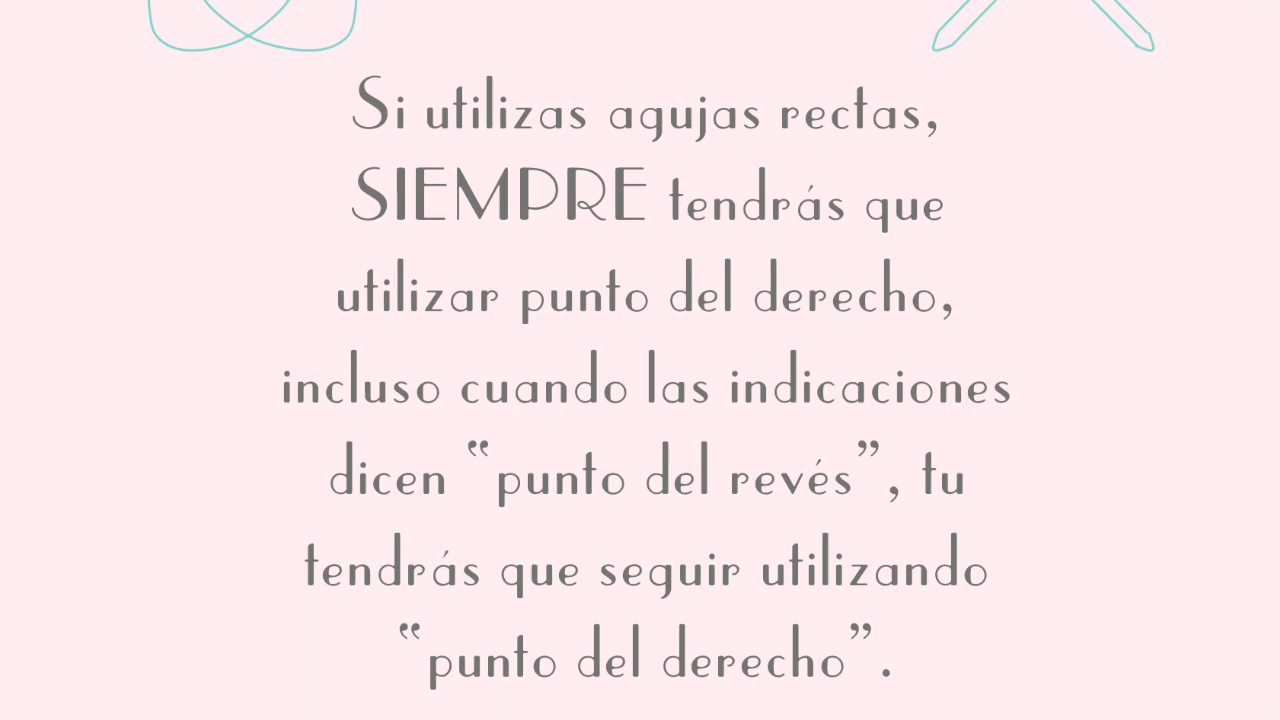 Si utilizas agujas rectas,
SIEMPRE tendrás que
utilizar punto del derecho,
incluso cuando las indicaciones
dicen “punto del revés”, tu
tendrás que seguir utilizando
“punto del derecho”.